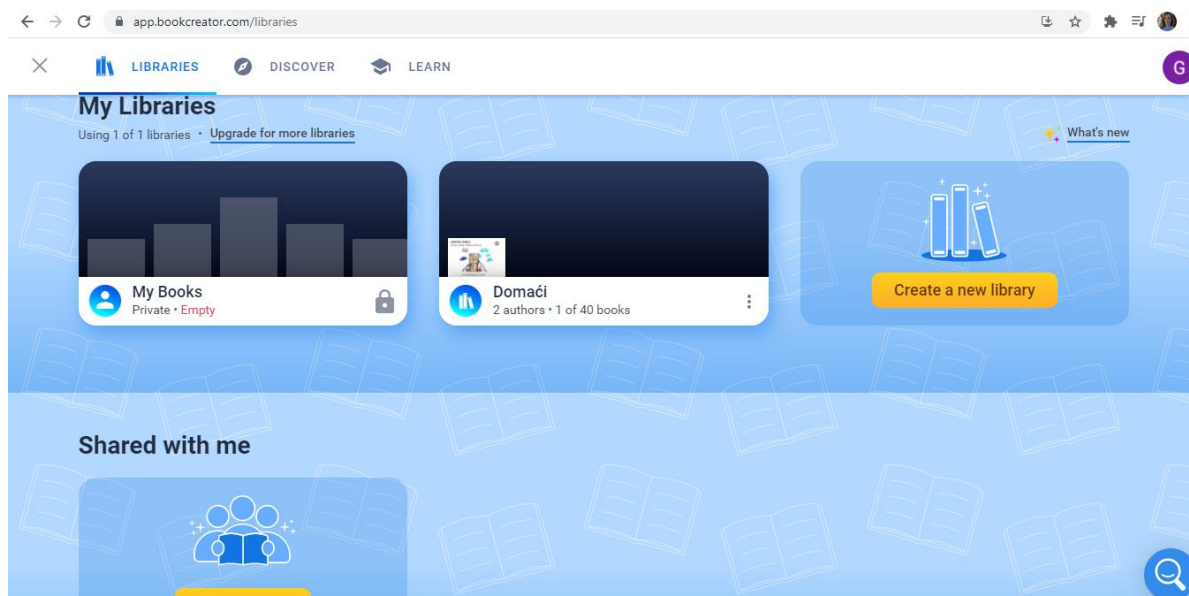 app.bookcreator.com/libraries
LIBRARIES DISCOVER LEARN
G
My Libraries
Using 1 of 1 libraries • Upgrade for more libraries
What's new
My Books
Private • Empty
Domaći
2 authors • 1 of 40 books
Create a new library
Shared with me